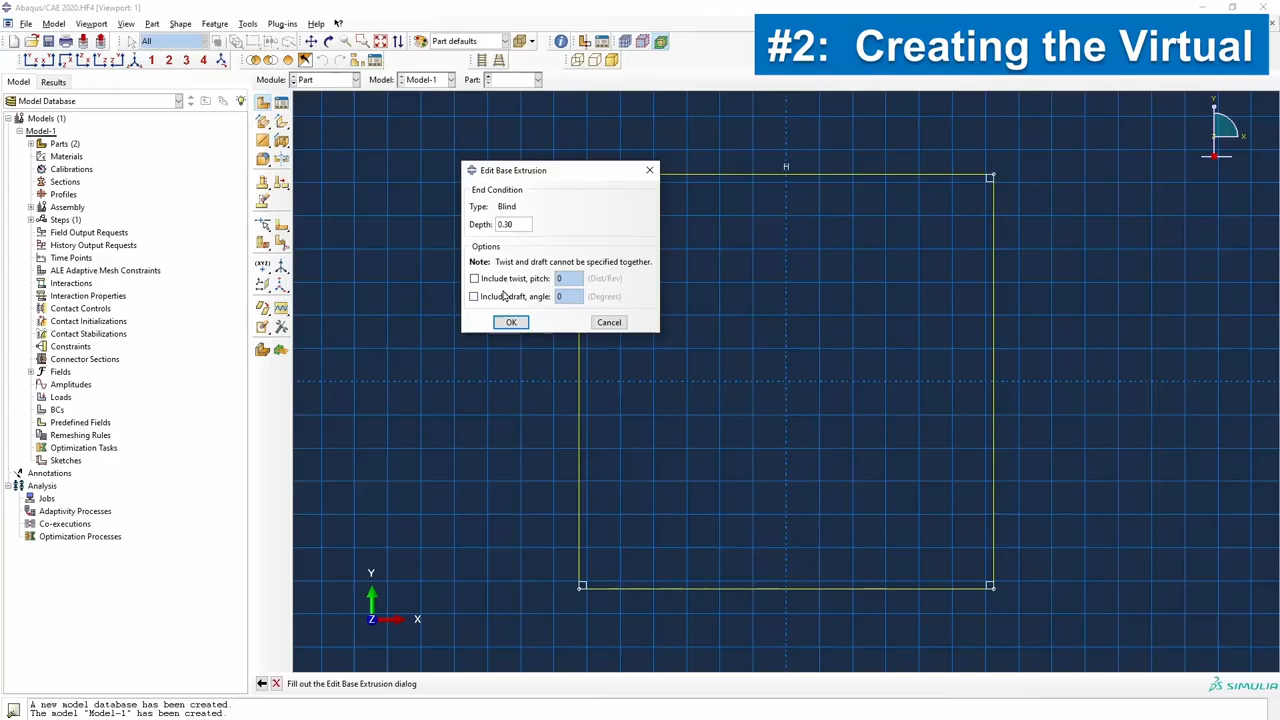 Abaqus/CAE 2020.HF4 [Viewport: 1]
File Model Viewport View Part Shape Feature Tools Plug-ins Help
#2: Creating the Virtual
All
Part defaults
1 2 3 4
Module: Part Model: Model-1 Part:
Model Results
Model Database
Models (1)
Model-1
Parts (2)
Materials
Calibrations
Sections
Profiles
Assembly
Steps (1)
Field Output Requests
History Output Requests
Time Points
ALE Adaptive Mesh Constraints
Interactions
Interaction Properties
Contact Controls
Contact Initializations
Contact Stabilizations
Constraints
Connector Sections
Fields
Amplitudes
Loads
BCs
Predefined Fields
Remeshing Rules
Optimization Tasks
Sketches
Annotations
Analysis
Jobs
Adaptivity Processes
Co-executions
Optimization Processes
Edit Base Extrusion
End Condition
Type: Blind
Depth: 0.30
Options
Note: Twist and draft cannot be specified together.
Include twist, pitch: 0 (Dist/Rev)
Include draft, angle: 0 (Degrees)
OK Cancel
H
Y
X
Y
Z X
Fill out the Edit Base Extrusion dialog
SIMULIA
A new model database has been created.
The model "Model-1" has been created.